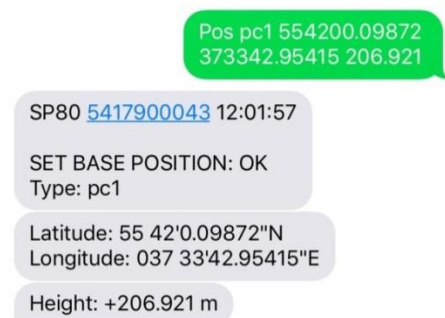 Pos pc1 554200.09872
373342.95415 206.921
SP80 5417900043 12:01:57
SET BASE POSITION: OK
Type: pc1
Latitude: 55 42'0.09872"N
Longitude: 037 33'42.95415"E
Height: +206.921 m